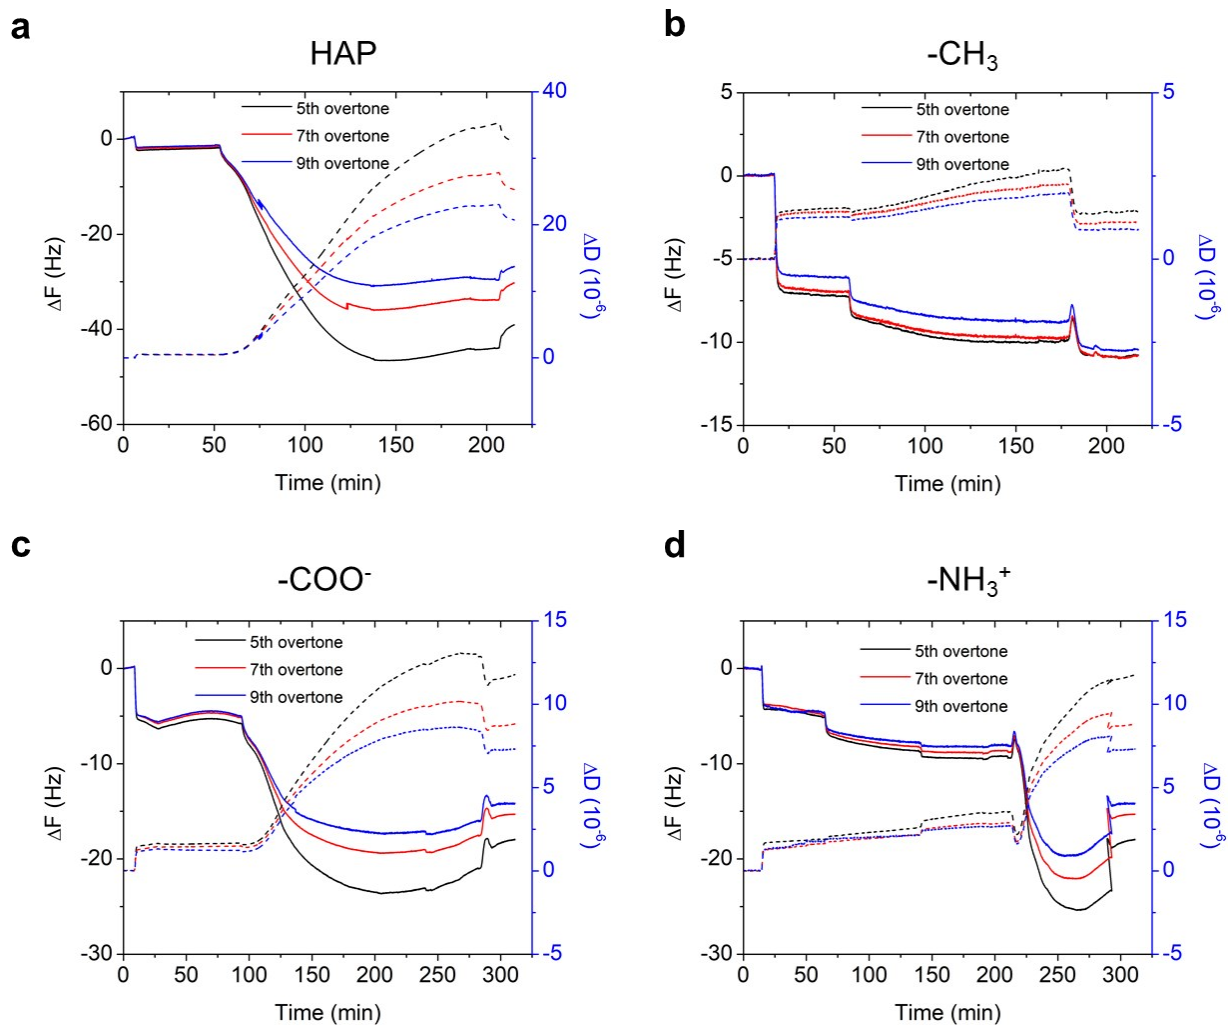 a
HAP
5th overtone
7th overtone
9th overtone
0
-20
-40
-60
40
20
0
0 50 100 150 200
ΔF (Hz)
ΔD (10-6)
Time (min)
b
-CH3
5th overtone
7th overtone
9th overtone
5
0
-5
-10
-15
5
0
-5
0 50 100 150 200
ΔF (Hz)
ΔD (10-6)
Time (min)
c
-COO-
5th overtone
7th overtone
9th overtone
0
-10
-20
-30
15
10
5
0
-5
0 50 100 150 200 250 300
ΔF (Hz)
ΔD (10-6)
Time (min)
d
-NH3+
5th overtone
7th overtone
9th overtone
0
-10
-20
-30
15
10
5
0
-5
0 50 100 150 200 250 300
ΔF (Hz)
ΔD (10-6)
Time (min)